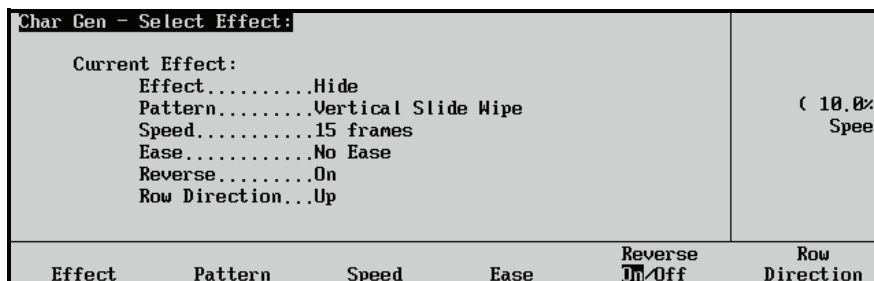 Char Gen - Select Effect:
Current Effect:
Effect..........Hide
Pattern.........Vertical Slide Wipe
Speed...........15 frames
Ease............No Ease
Reverse.........On
Row Direction...Up
( 10.0%
Spee
Effect Pattern Speed Ease Reverse On/Off Row Direction